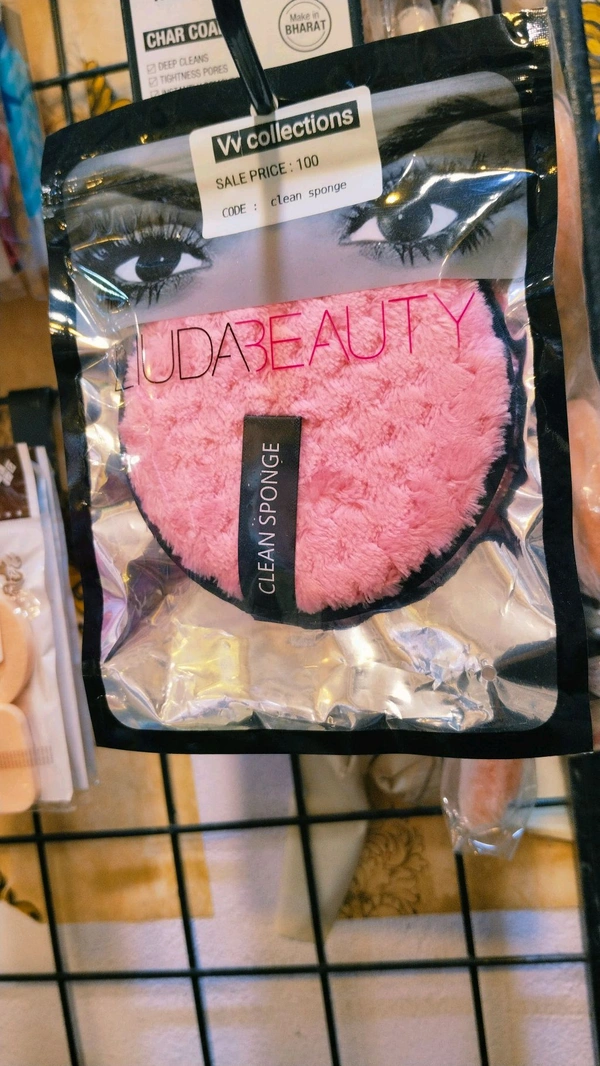 CHAR COAL
DEEP CLEANS
TIGHTNESS PORES
Make in
BHARAT
VV collections
SALE PRICE : 100
CODE : clean sponge
UDABEAUTY
CLEAN SPONGE